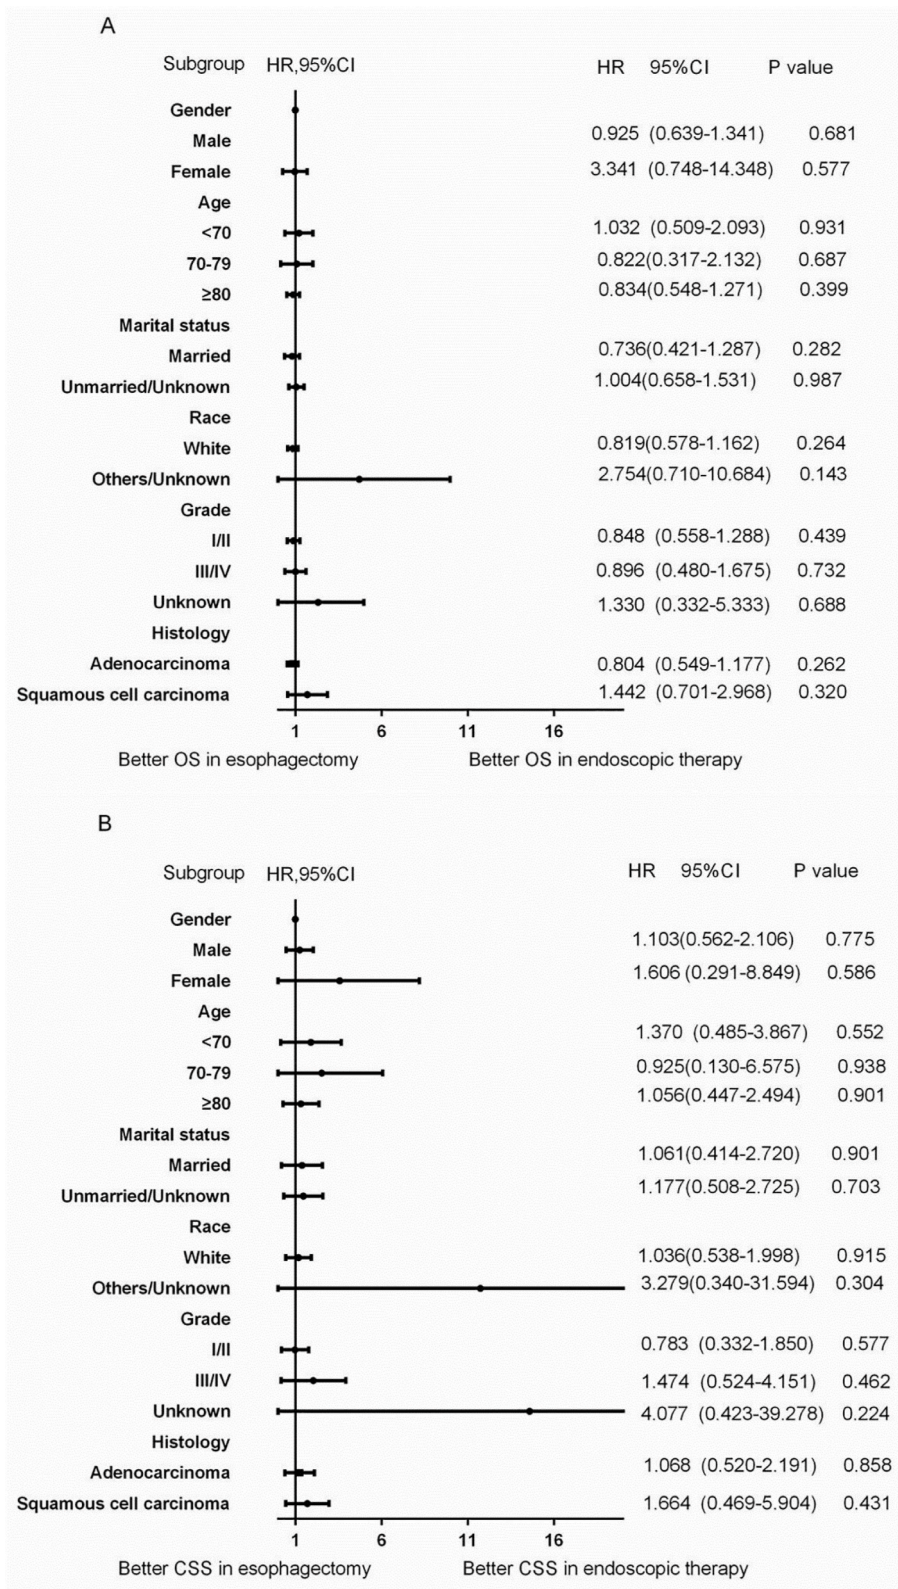 A
Subgroup HR,95%CI HR 95%CI P value
Gender
Male 0.925 (0.639-1.341) 0.681
Female 3.341 (0.748-14.348) 0.577
Age
<70 1.032 (0.509-2.093) 0.931
70-79 0.822(0.317-2.132) 0.687
≥80 0.834(0.548-1.271) 0.399
Marital status
Married 0.736(0.421-1.287) 0.282
Unmarried/Unknown 1.004(0.658-1.531) 0.987
Race
White 0.819(0.578-1.162) 0.264
Others/Unknown 2.754(0.710-10.684) 0.143
Grade
I/II 0.848 (0.558-1.288) 0.439
III/IV 0.896 (0.480-1.675) 0.732
Unknown 1.330 (0.332-5.333) 0.688
Histology
Adenocarcinoma 0.804 (0.549-1.177) 0.262
Squamous cell carcinoma 1.442 (0.701-2.968) 0.320
1 6 11 16
Better OS in esophagectomy Better OS in endoscopic therapy
B
Subgroup HR,95%CI HR 95%CI P value
Gender
Male 1.103(0.562-2.106) 0.775
Female 1.606 (0.291-8.849) 0.586
Age
<70 1.370 (0.485-3.867) 0.552
70-79 0.925(0.130-6.575) 0.938
≥80 1.056(0.447-2.494) 0.901
Marital status
Married 1.061(0.414-2.720) 0.901
Unmarried/Unknown 1.177(0.508-2.725) 0.703
Race
White 1.036(0.538-1.998) 0.915
Others/Unknown 3.279(0.340-31.594) 0.304
Grade
I/II 0.783 (0.332-1.850) 0.577
III/IV 1.474 (0.524-4.151) 0.462
Unknown 4.077 (0.423-39.278) 0.224
Histology
Adenocarcinoma 1.068 (0.520-2.191) 0.858
Squamous cell carcinoma 1.664 (0.469-5.904) 0.431
1 6 11 16
Better CSS in esophagectomy Better CSS in endoscopic therapy